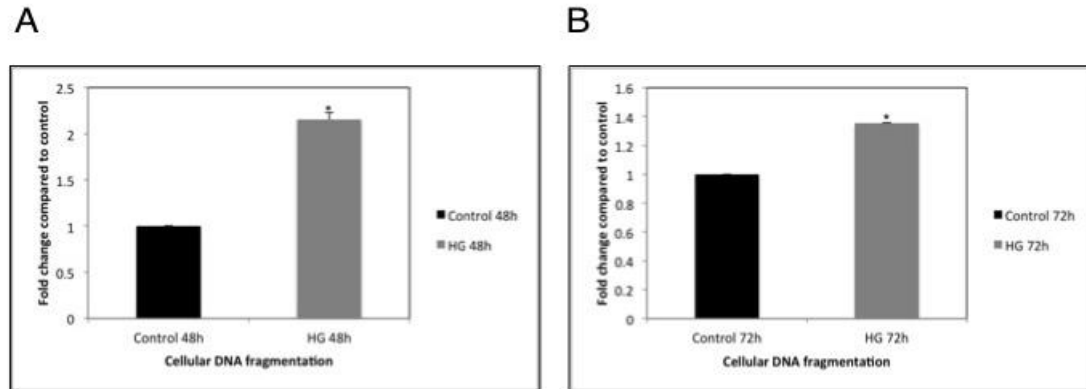 A
Fold change compared to control
2.5
2
1.5
1
0.5
0
*
Control 48h
HG 48h
Cellular DNA fragmentation
Control 48h
HG 48h
B
Fold change compared to control
1.6
1.4
1.2
1
0.8
0.6
0.4
0.2
0
*
Control 72h
HG 72h
Cellular DNA fragmentation
Control 72h
HG 72h